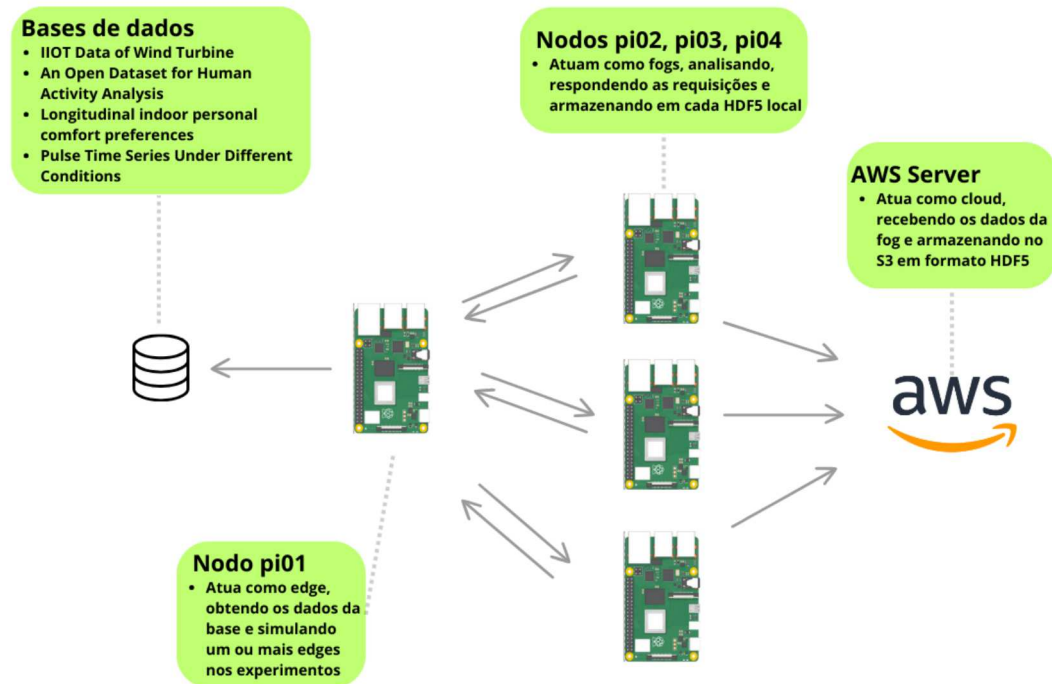 Bases de dados
• IIOT Data of Wind Turbine
• An Open Dataset for Human
Activity Analysis
• Longitudinal indoor personal
comfort preferences
• Pulse Time Series Under Different
Conditions
Nodos pi02, pi03, pi04
• Atuam como fogs, analisando,
respondendo as requisições e
armazenando em cada HDF5 local
AWS Server
• Atua como cloud,
recebendo os dados da
fog e armazenando no
S3 em formato HDF5
aws
Nodo pi01
• Atua como edge,
obtendo os dados da
base e simulando
um ou mais edges
nos experimentos